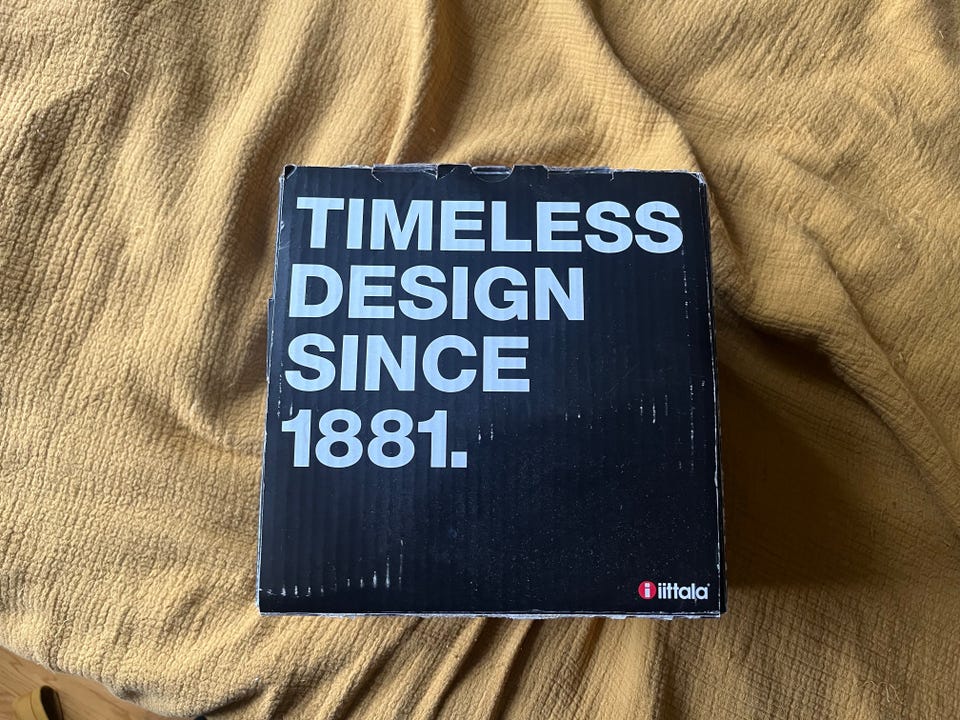 TIMELESS
DESIGN
SINCE
1881.
i iittala